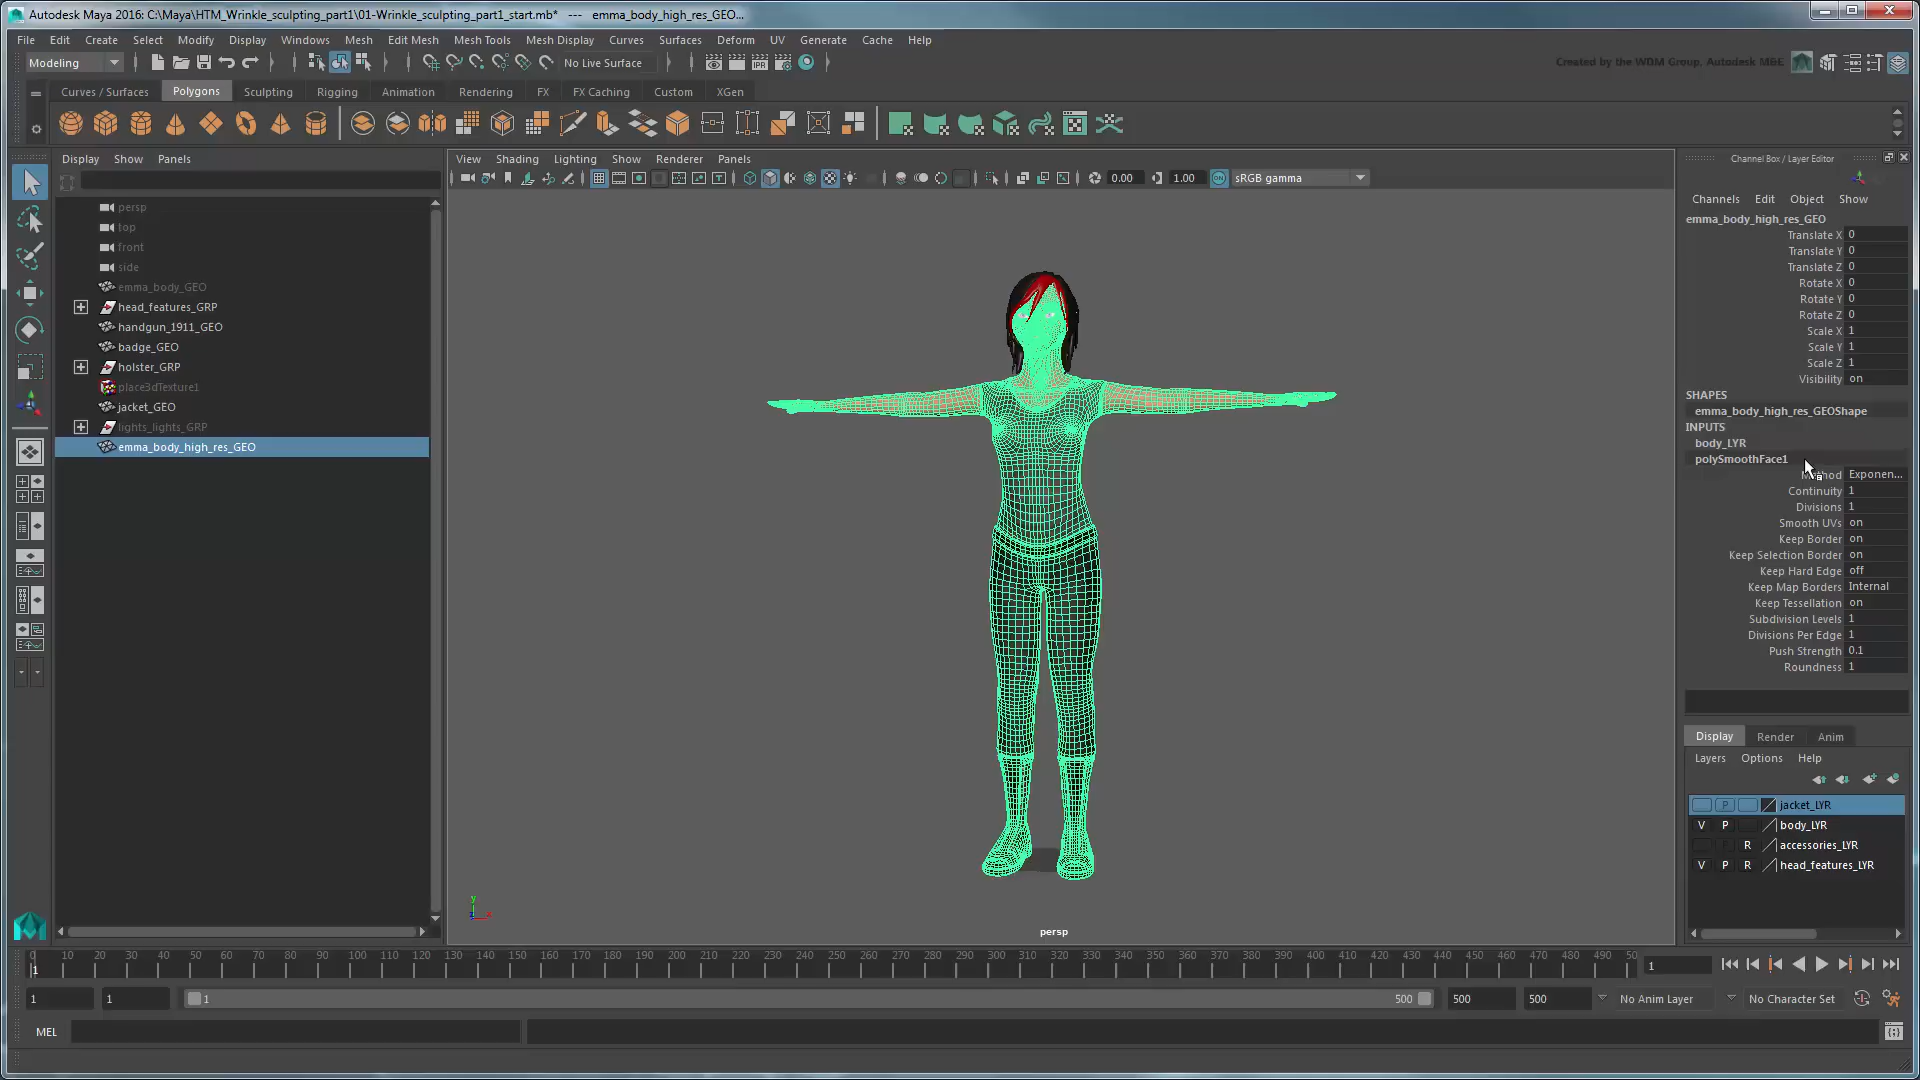 Autodesk Maya 2016: C:\Maya\HTM_Wrinkle_sculpting_part1\01-Wrinkle_sculpting_part1_start.mb* --- emma_body_high_res_GEO...
File Edit Create Select Modify Display Windows Mesh Edit Mesh Mesh Tools Mesh Display Curves Surfaces Deform UV Generate Cache Help
Modeling No Live Surface Created by the WDM Group, Autodesk M&E
Curves / Surfaces Polygons Sculpting Rigging Animation Rendering FX FX Caching Custom XGen
Display Show Panels
View Shading Lighting Show Renderer Panels
0.00 1.00 ON sRGB gamma
persp
top
front
side
emma_body_GEO
head_features_GRP
handgun_1911_GEO
badge_GEO
holster_GRP
place3dTexture1
jacket_GEO
lights_lights_GRP
emma_body_high_res_GEO
persp
Channel Box / Layer Editor
Channels Edit Object Show
emma_body_high_res_GEO
Translate X 0
Translate Y 0
Translate Z 0
Rotate X 0
Rotate Y 0
Rotate Z 0
Scale X 1
Scale Y 1
Scale Z 1
Visibility on
SHAPES
emma_body_high_res_GEOShape
INPUTS
body_LYR
polySmoothFace1
Exponen...
Continuity 1
Divisions 1
Smooth UVs on
Keep Border on
Keep Selection Border on
Keep Hard Edge off
Keep Map Borders Internal
Keep Tessellation on
Subdivision Levels 1
Divisions Per Edge 1
Push Strength 0.1
Roundness 1
Display Render Anim
Layers Options Help
P jacket_LYR
V P body_LYR
R accessories_LYR
V P R head_features_LYR
0 10 20 30 40 50 60 70 80 90 100 110 120 130 140 150 160 170 180 190 200 210 220 230 240 250 260 270 280 290 300 310 320 330 340 350 360 370 380 390 400 410 420 430 440 450 460 470 480 490 50
1 1
1 1 1 500 500 500 No Anim Layer No Character Set
MEL